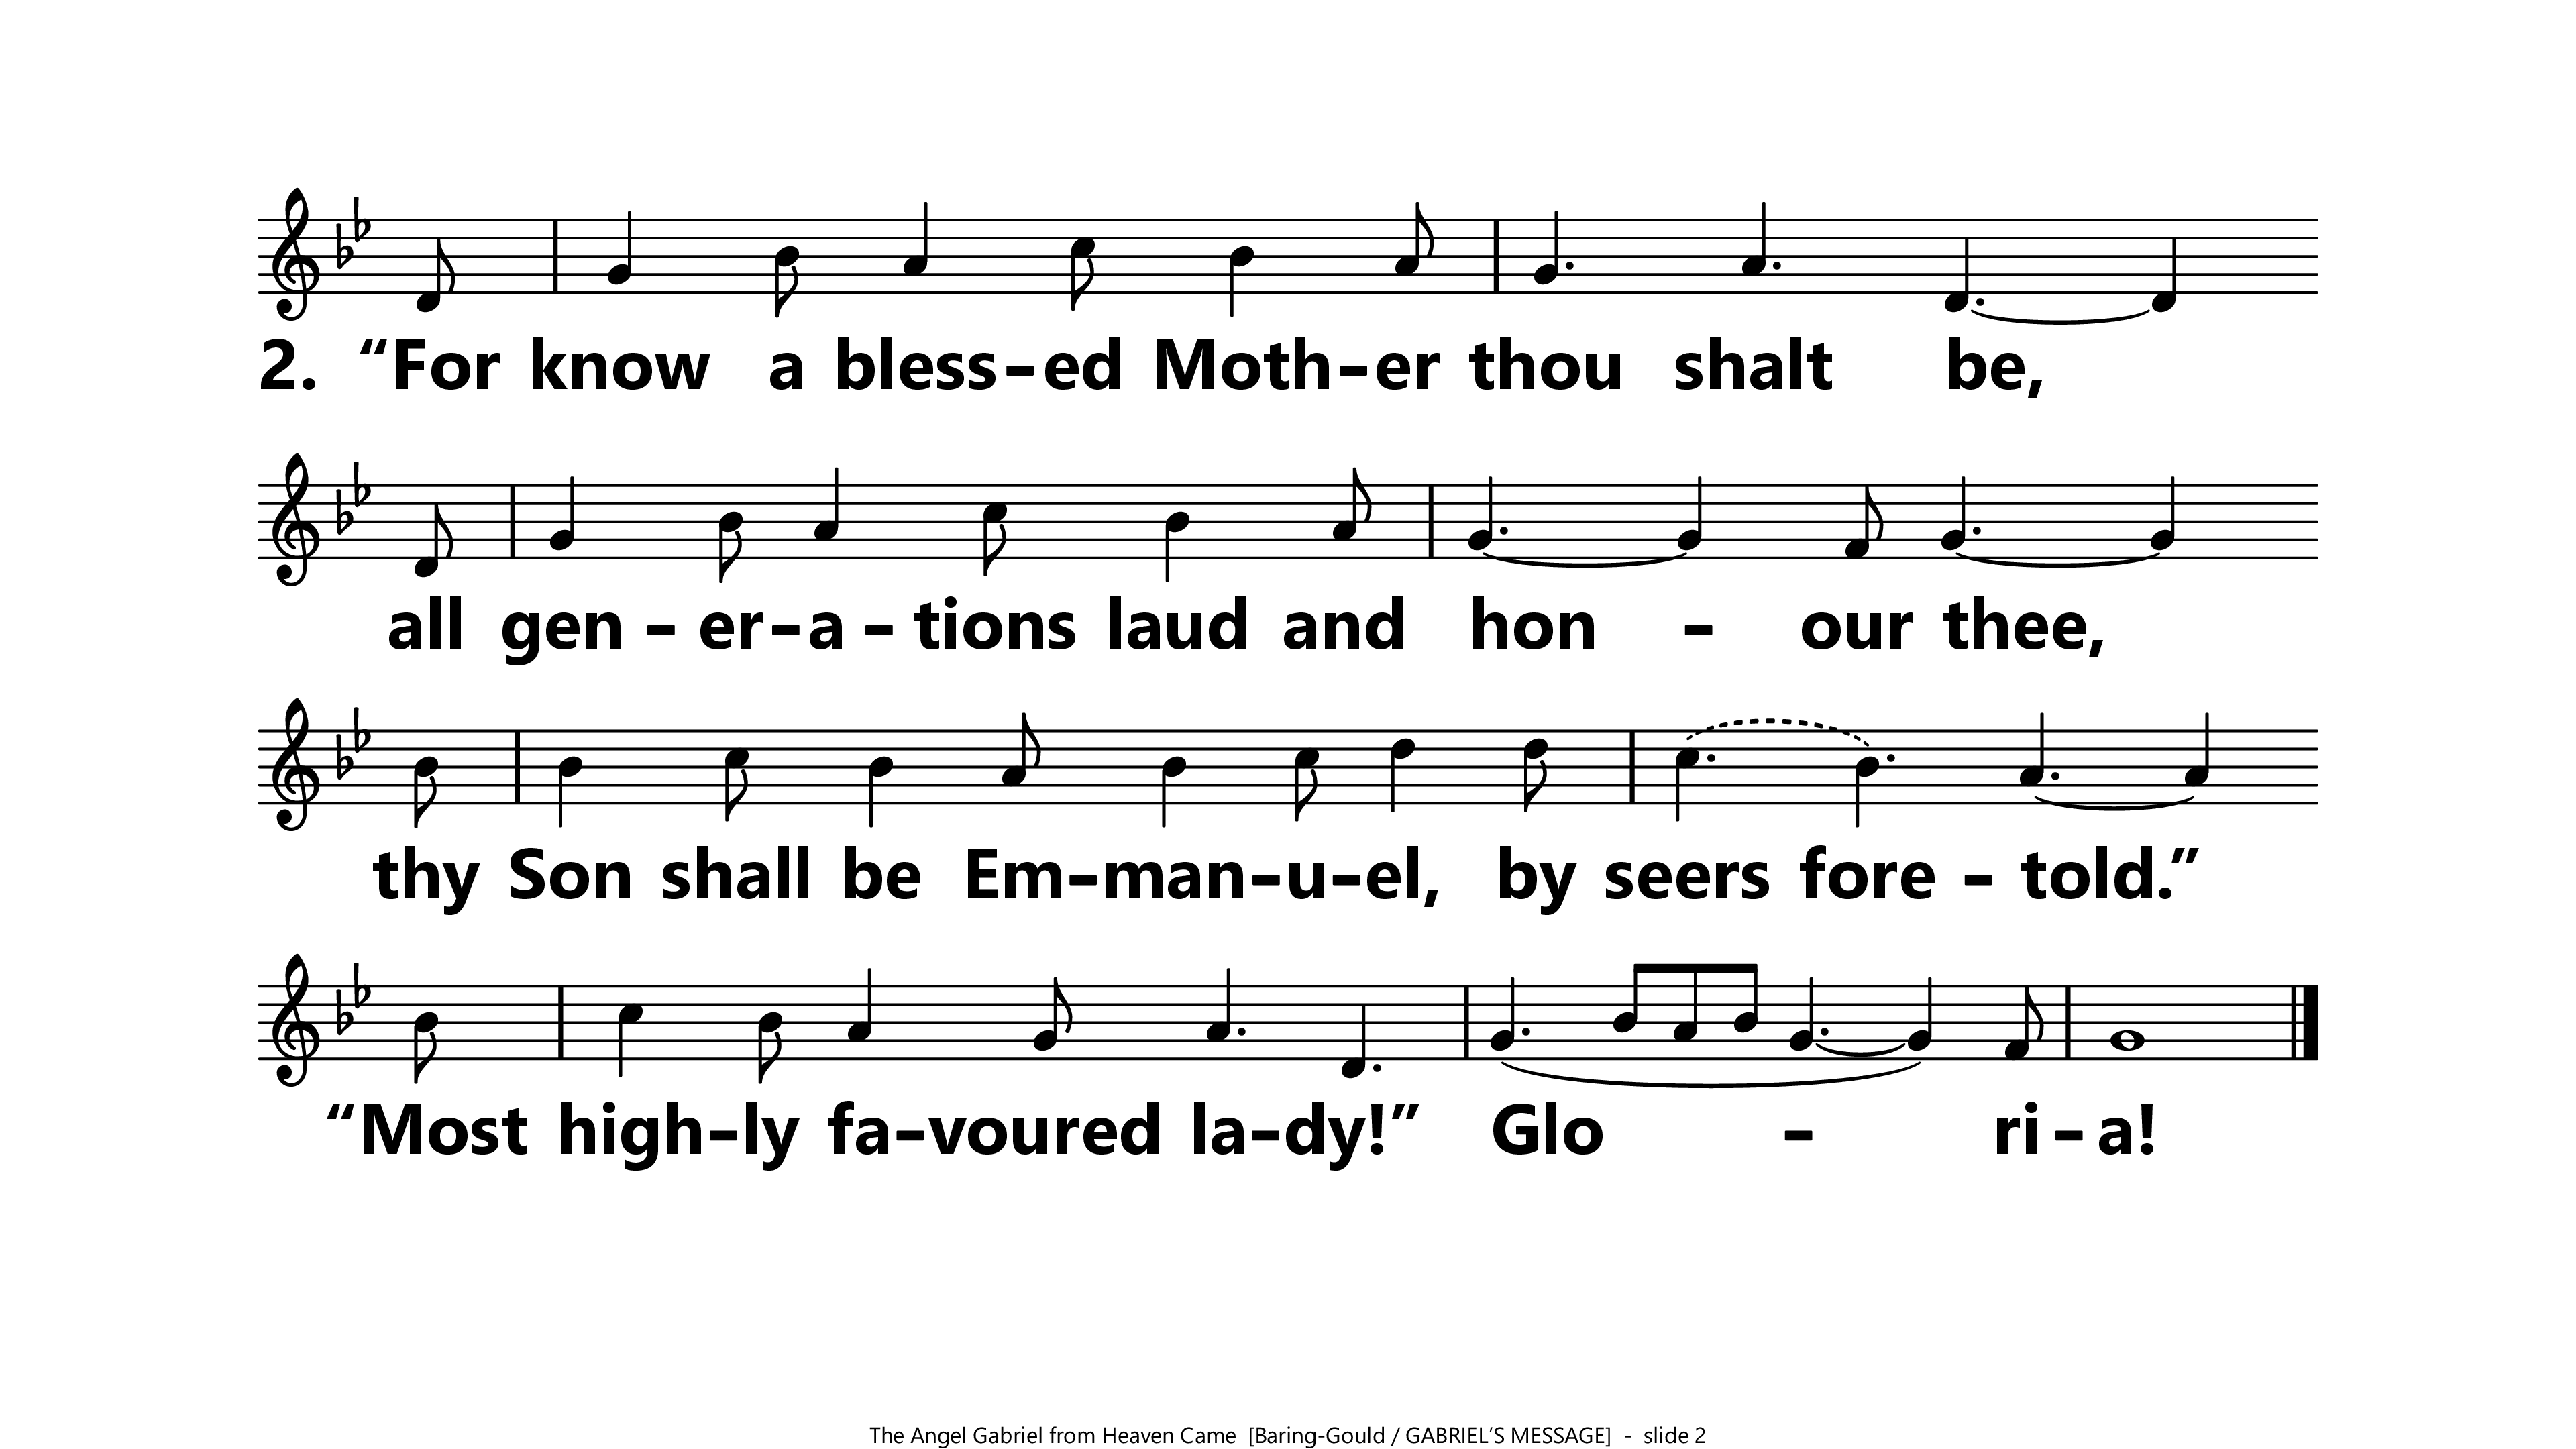 2. “For know a bless-ed Moth-er thou shalt be,
all gen - er-a - tions laud and hon - our thee,
thy Son shall be Em-man-u-el, by seers fore - told.”
“Most high-ly fa-voured la-dy!” Glo - ri - a!
The Angel Gabriel from Heaven Came [Baring-Gould / GABRIEL’S MESSAGE] - slide 2